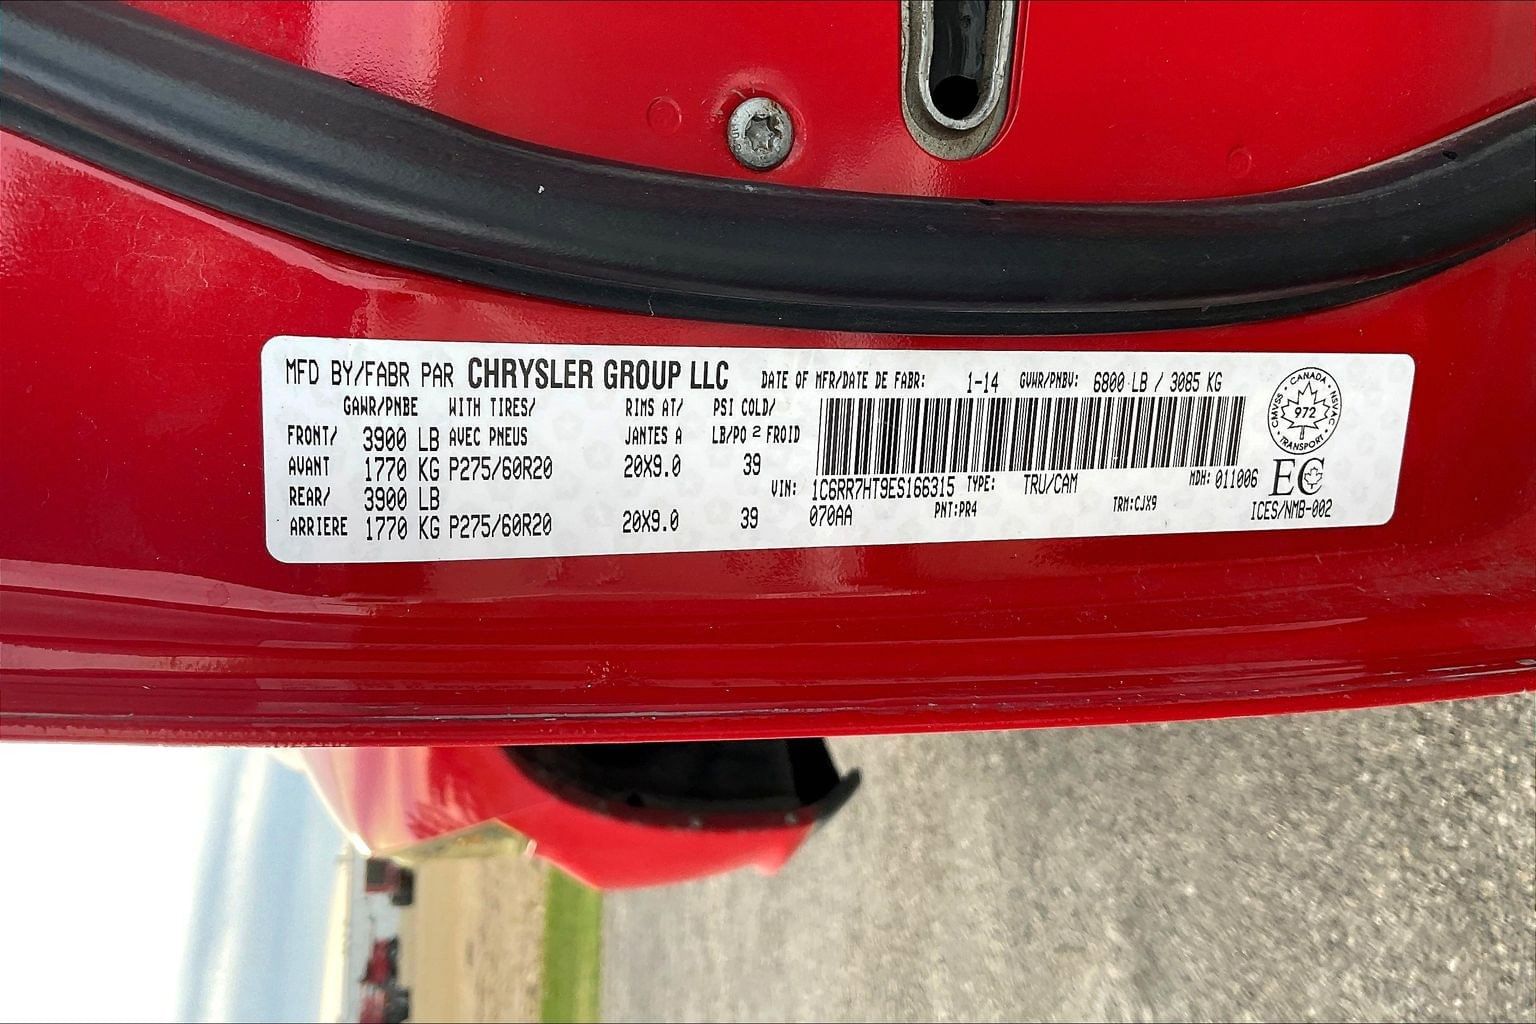 MFD BY/FABR PAR CHRYSLER GROUP LLC DATE OF MFR/DATE DE FABR: 1-14 GVWR/PNBV: 6800 LB / 3085 KG
GAWR/PNBE WITH TIRES/ RIMS AT/ PSI COLD/
FRONT/ 3900 LB AVEC PNEUS JANTES A LB/PO 2 FROID
AVANT 1770 KG P275/60R20 20X9.0 39
REAR/ 3900 LB
ARRIERE 1770 KG P275/60R20 20X9.0 39
VIN: 1C6RR7HT9ES166315 TYPE: TRU/CAM MDH: 011006
070AA PNT:PR4 TRM:CJX9
CANADA
CMVSS NSVAC
972
TRANSPORT
EC
ICES/NMB-002